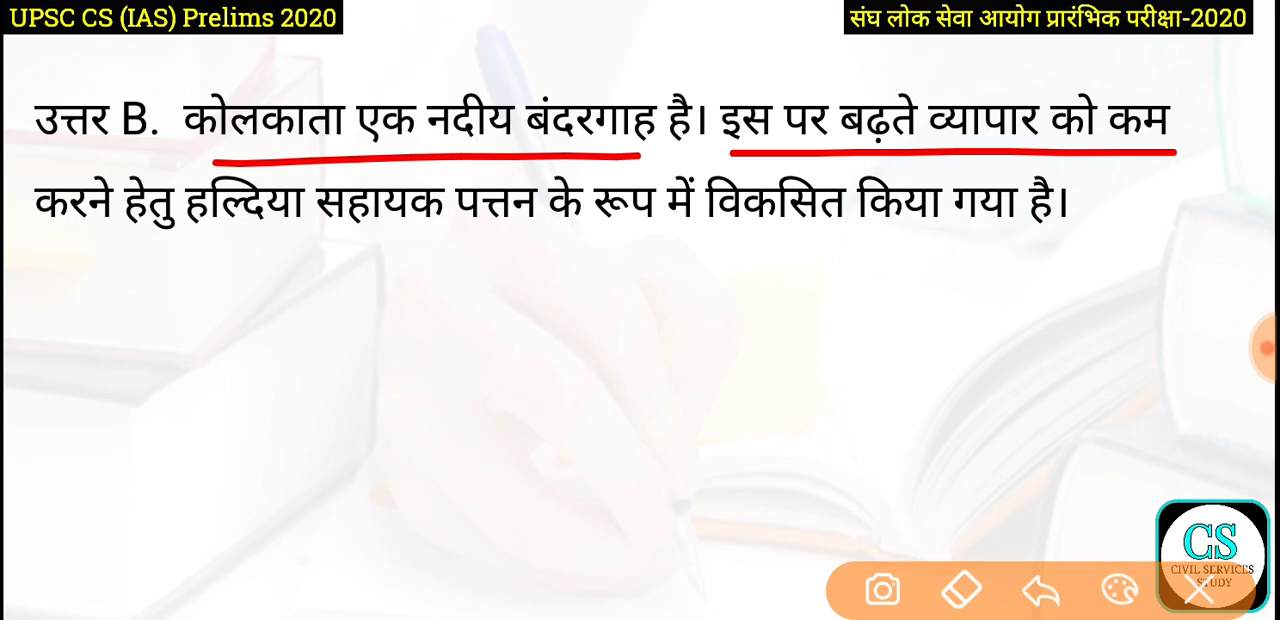 UPSC CS (IAS) Prelims 2020
संघ लोक सेवा आयोग प्रारंभिक परीक्षा-2020
उत्तर B. कोलकाता एक नदीय बंदरगाह है। इस पर बढ़ते व्यापार को कम
करने हेतु हल्दिया सहायक पत्तन के रूप में विकसित किया गया है।
CS
CIVIL SERVICES
STUDY